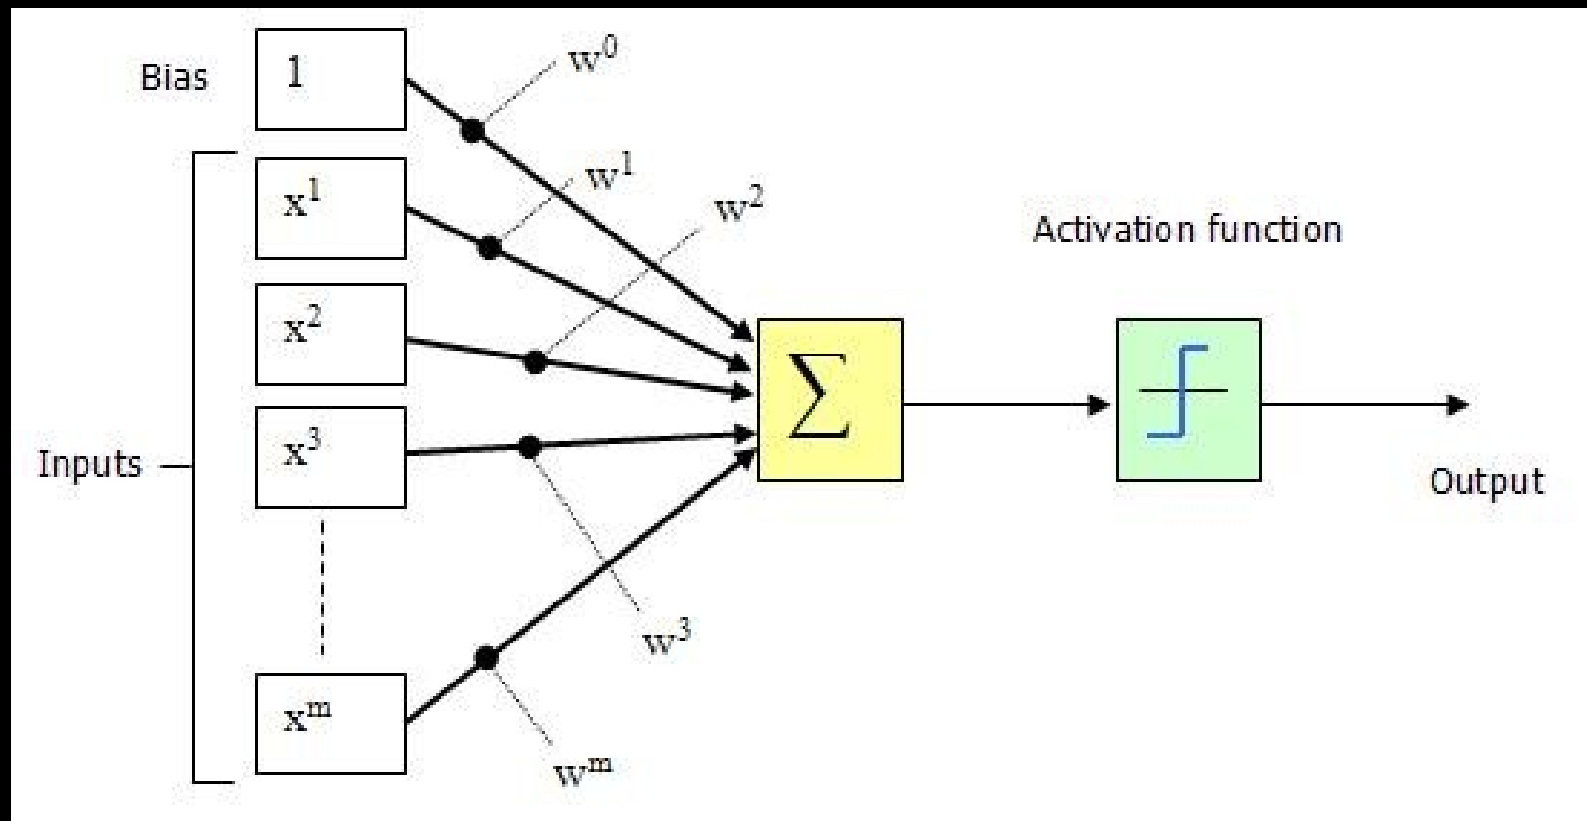 Bias
1
w⁰
x¹
w¹
x²
w²
Inputs
x³
w³
xᵐ
wᵐ
∑
Activation function
Output